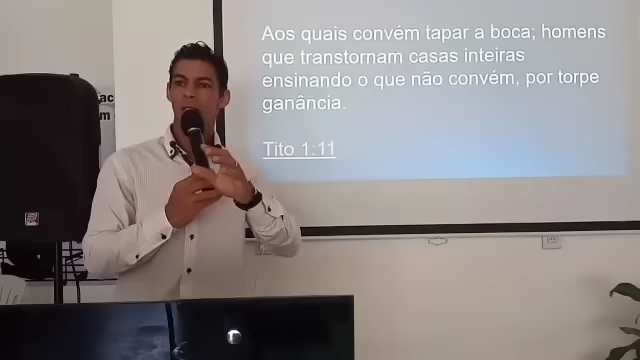 Aos quais convém tapar a boca; homens
que transtornam casas inteiras
ensinando o que não convém, por torpe
ganância.
Tito 1:11